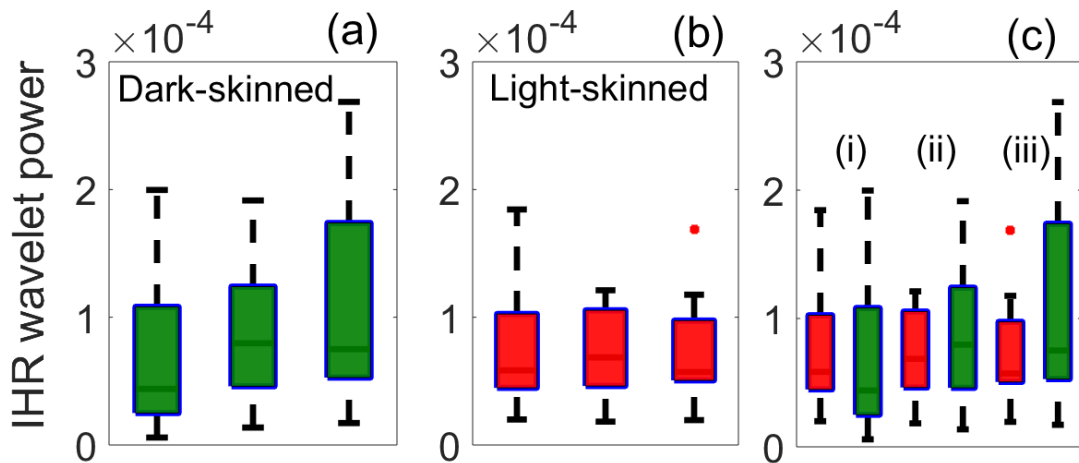 ×10⁻⁴ (a)
×10⁻⁴ (b)
×10⁻⁴ (c)
IHR wavelet power
3
2
1
0
Dark-skinned
3
2
1
0
Light-skinned
3
2
1
0
(i) (ii) (iii)